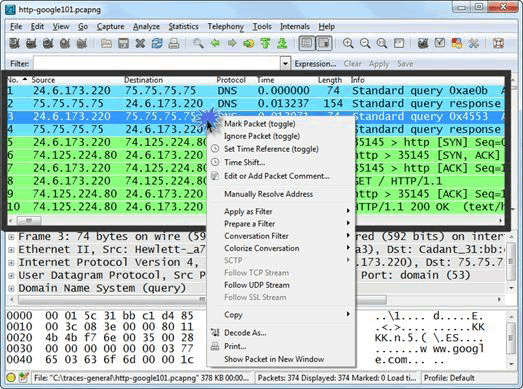 http-google101.pcapng
File Edit View Go Capture Analyze Statistics Telephony Tools Internals Help
Filter: Expression... Clear Apply Save
No. Source Destination Protocol Time Length Info
1 24.6.173.220 75.75.75.75 DNS 0.000000 74 Standard query 0xae0b A
2 75.75.75.75 24.6.173.220 DNS 0.013237 154 Standard query response
3 24.6.173.220 75.75.75.75 DNS 74 Standard query 0x4553 A
4 75.75.75.75 24.6.173.220 Standard query response
5 24.6.173.220 74.125.224.80 35145 > http [SYN] Seq=
6 74.125.224.80 24.6.173.220 > 35145 [SYN, ACK]
7 24.6.173.220 74.125.224.80 35145 > http [ACK] Seq=1
8 24.6.173.220 74.125.224.80 GET / HTTP/1.1
9 74.125.224.80 24.6.173.220 > 35145 [ACK] Seq=1
10 74.125.224.80 24.6.173.220 HTTP/1.1 200 OK (text/h
Mark Packet (toggle)
Ignore Packet (toggle)
Set Time Reference (toggle)
Time Shift...
Edit or Add Packet Comment...
Manually Resolve Address
Apply as Filter
Prepare a Filter
Conversation Filter
Colorize Conversation
SCTP
Follow TCP Stream
Follow UDP Stream
Follow SSL Stream
Copy
Decode As...
Print...
Show Packet in New Window
Frame 3: 74 bytes on wire (59 (592 bits) on interf
Ethernet II, Src: Hewlett-_a7 Dst: Cadant_31:bb:
Internet Protocol Version 4, .220), Dst: 75.75.7
User Datagram Protocol, Src P Port: domain (53)
Domain Name System (query)
0000 00 01 5c 31 bb c1 d4 85
0010 00 3c 08 3e 00 00 80 11
0020 4b 4b f7 6e 00 35 00 28
0030 00 00 00 00 00 00 03 77
0040 65 03 63 6f 6d 00 00 1c
File: "C:\traces-general\http-google101.pcapng" 378 KB 00:00... Packets: 374 Displayed: 374 Marked: 0 Load ti... Profile: Default